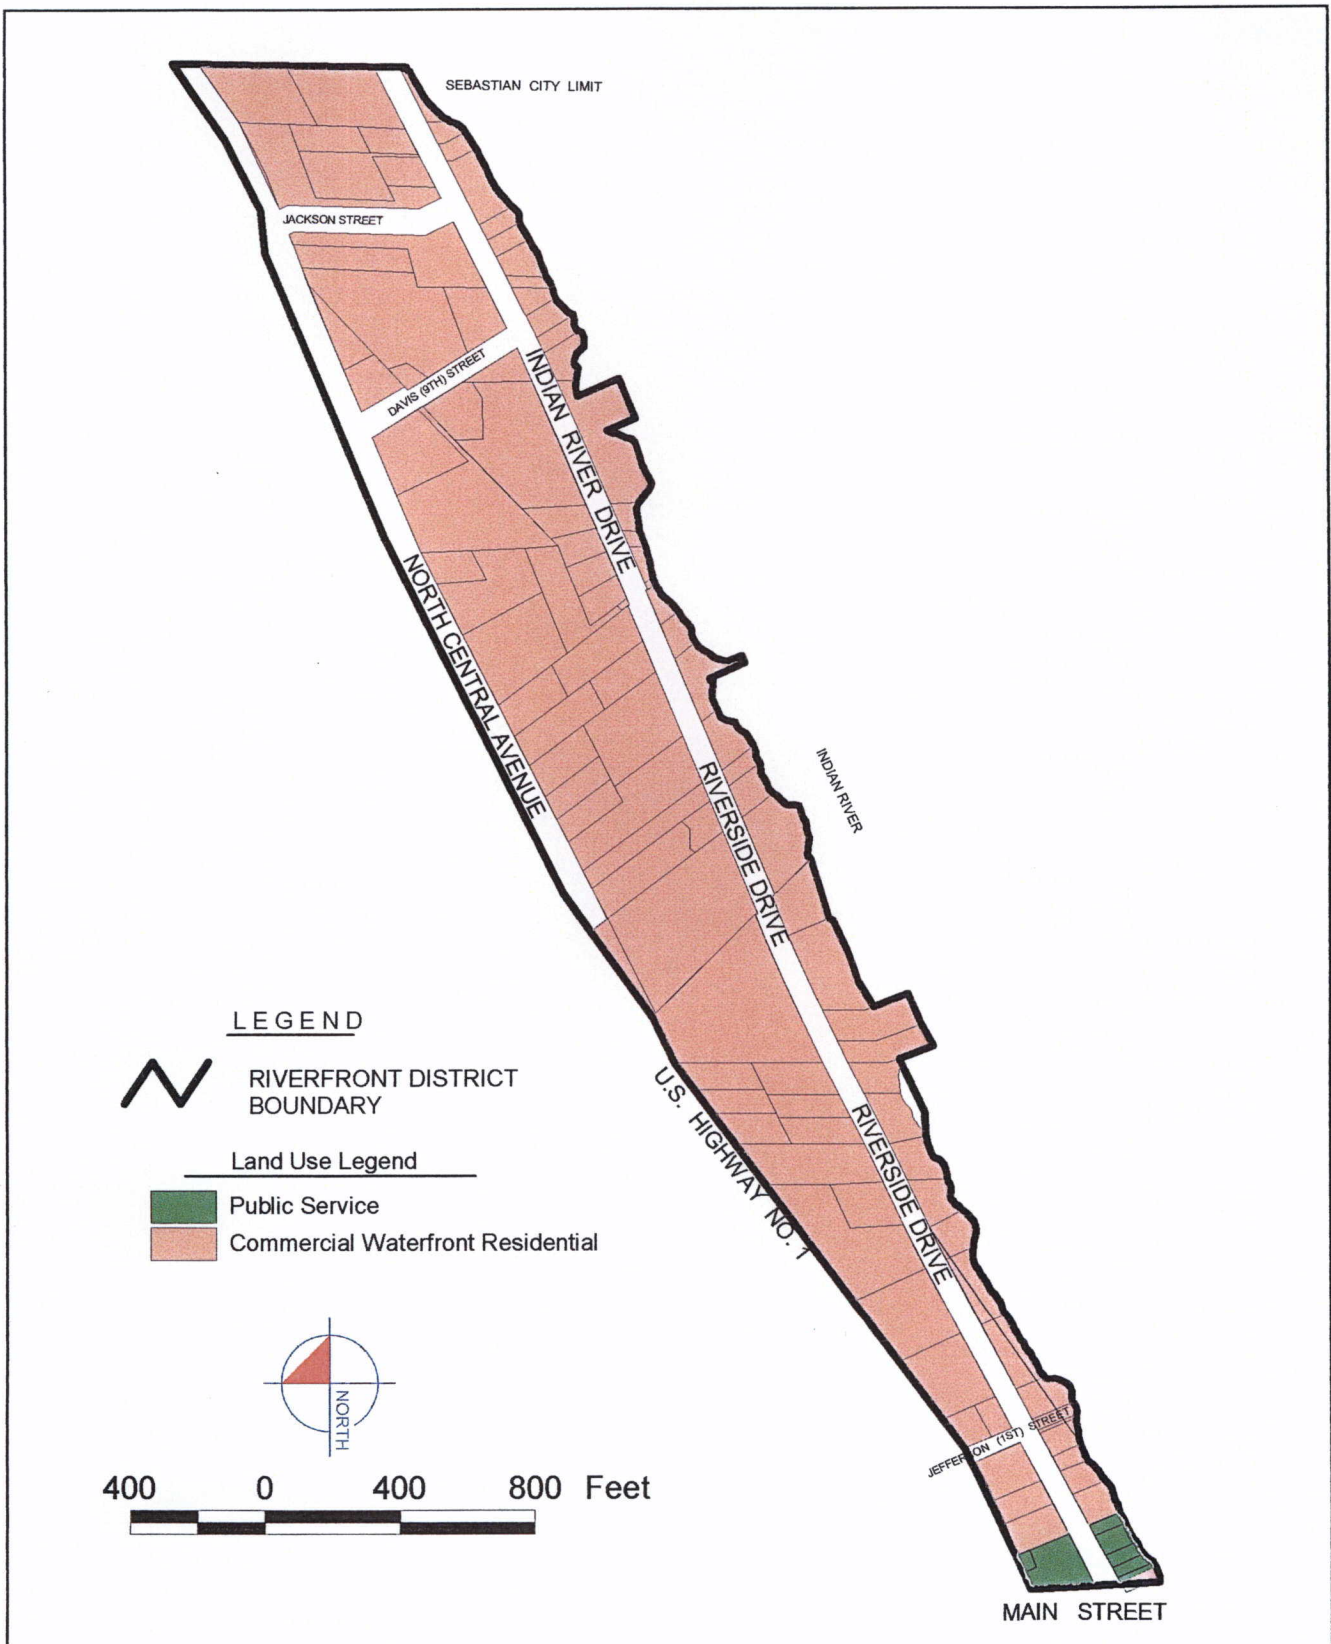 SEBASTIAN CITY LIMIT
JACKSON STREET
DAVIS (9TH) STREET
INDIAN RIVER DRIVE
NORTH CENTRAL AVENUE
RIVERSIDE DRIVE
INDIAN RIVER
LEGEND
RIVERFRONT DISTRICT
BOUNDARY
U.S. HIGHWAY NO. 1
RIVERSIDE DRIVE
Land Use Legend
Public Service
Commercial Waterfront Residential
NORTH
JEFFERSON (1ST) STREET
400 0 400 800 Feet
MAIN STREET